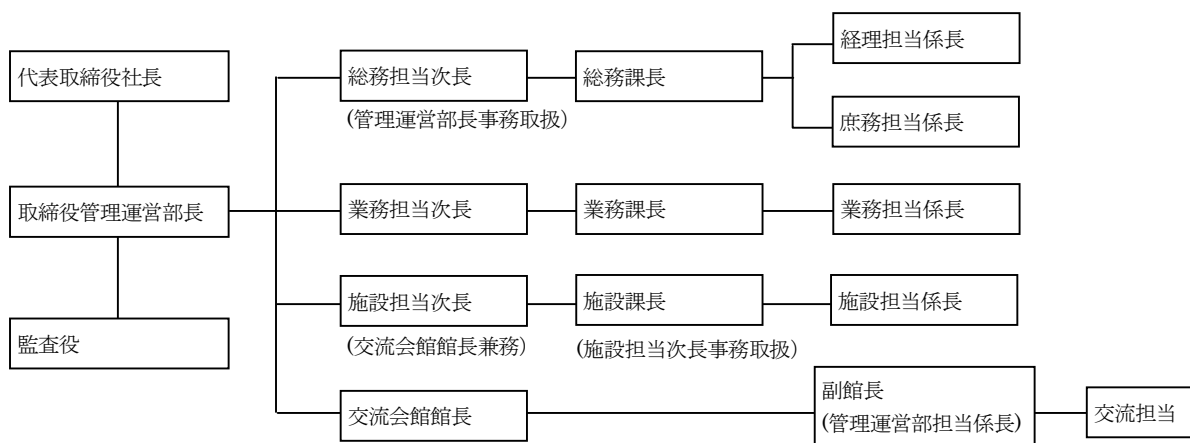 経理担当係長
代表取締役社長
総務担当次長
総務課長
(管理運営部長事務取扱)
庶務担当係長
取締役管理運営部長
業務担当次長
業務課長
業務担当係長
施設担当次長
施設課長
施設担当係長
監査役
(交流会館館長兼務)
(施設担当次長事務取扱)
交流会館館長
副館長
(管理運営部担当係長)
交流担当